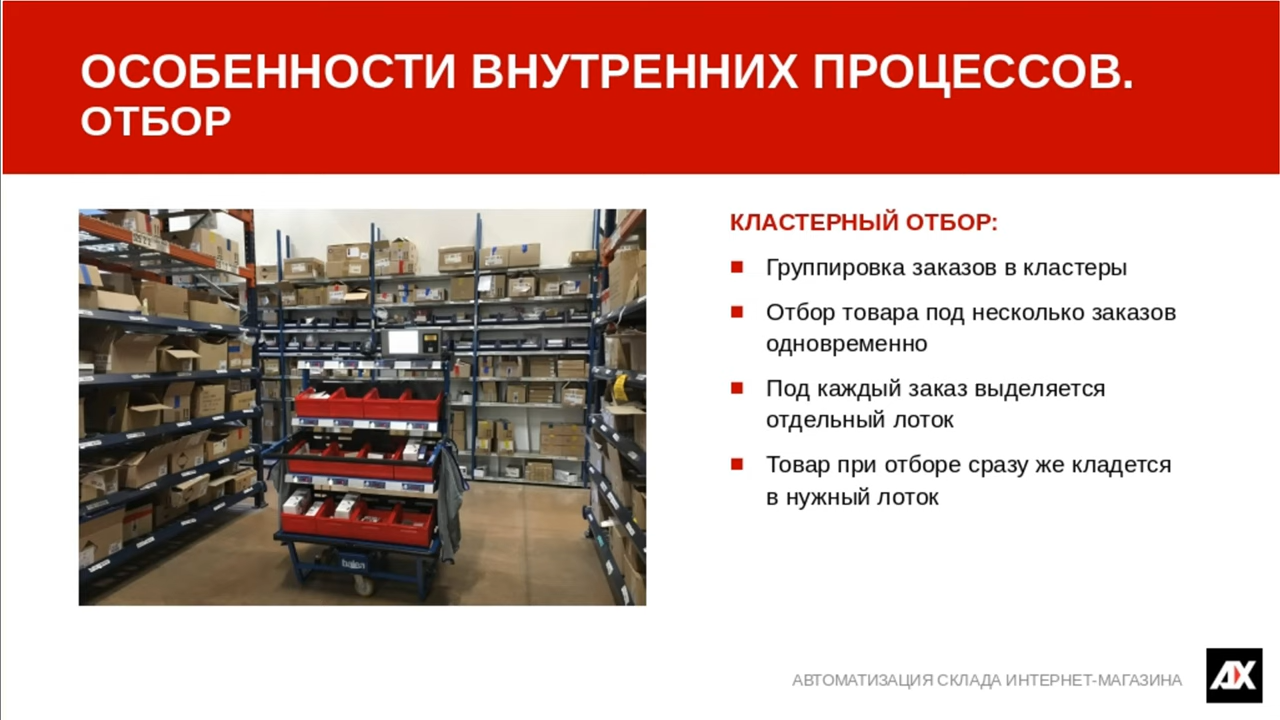 ОСОБЕННОСТИ ВНУТРЕННИХ ПРОЦЕССОВ.
ОТБОР
КЛАСТЕРНЫЙ ОТБОР:
Группировка заказов в кластеры
Отбор товара под несколько заказов
одновременно
Под каждый заказ выделяется
отдельный лоток
Товар при отборе сразу же кладется
в нужный лоток
АВТОМАТИЗАЦИЯ СКЛАДА ИНТЕРНЕТ-МАГАЗИНА